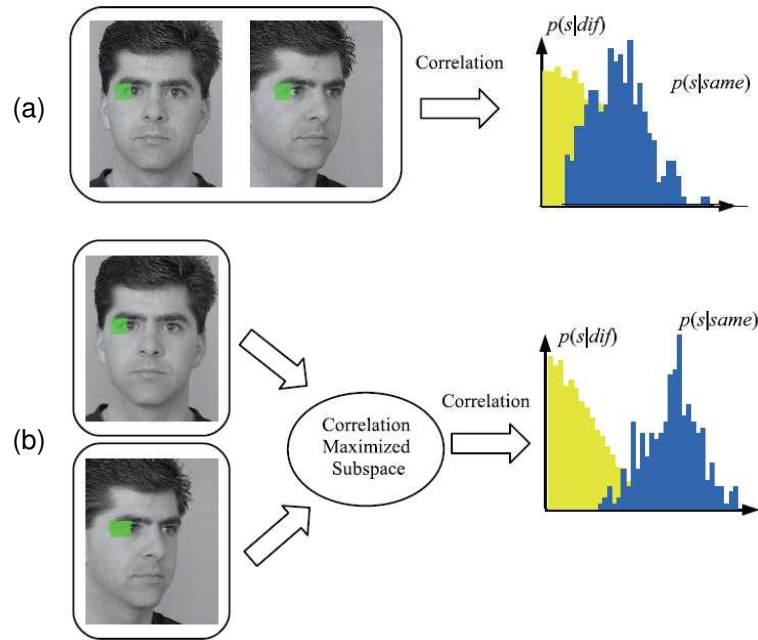 (a)
Correlation
p(s|dif)
p(s|same)
(b)
Correlation
Maximized
Subspace
Correlation
p(s|dif)
p(s|same)